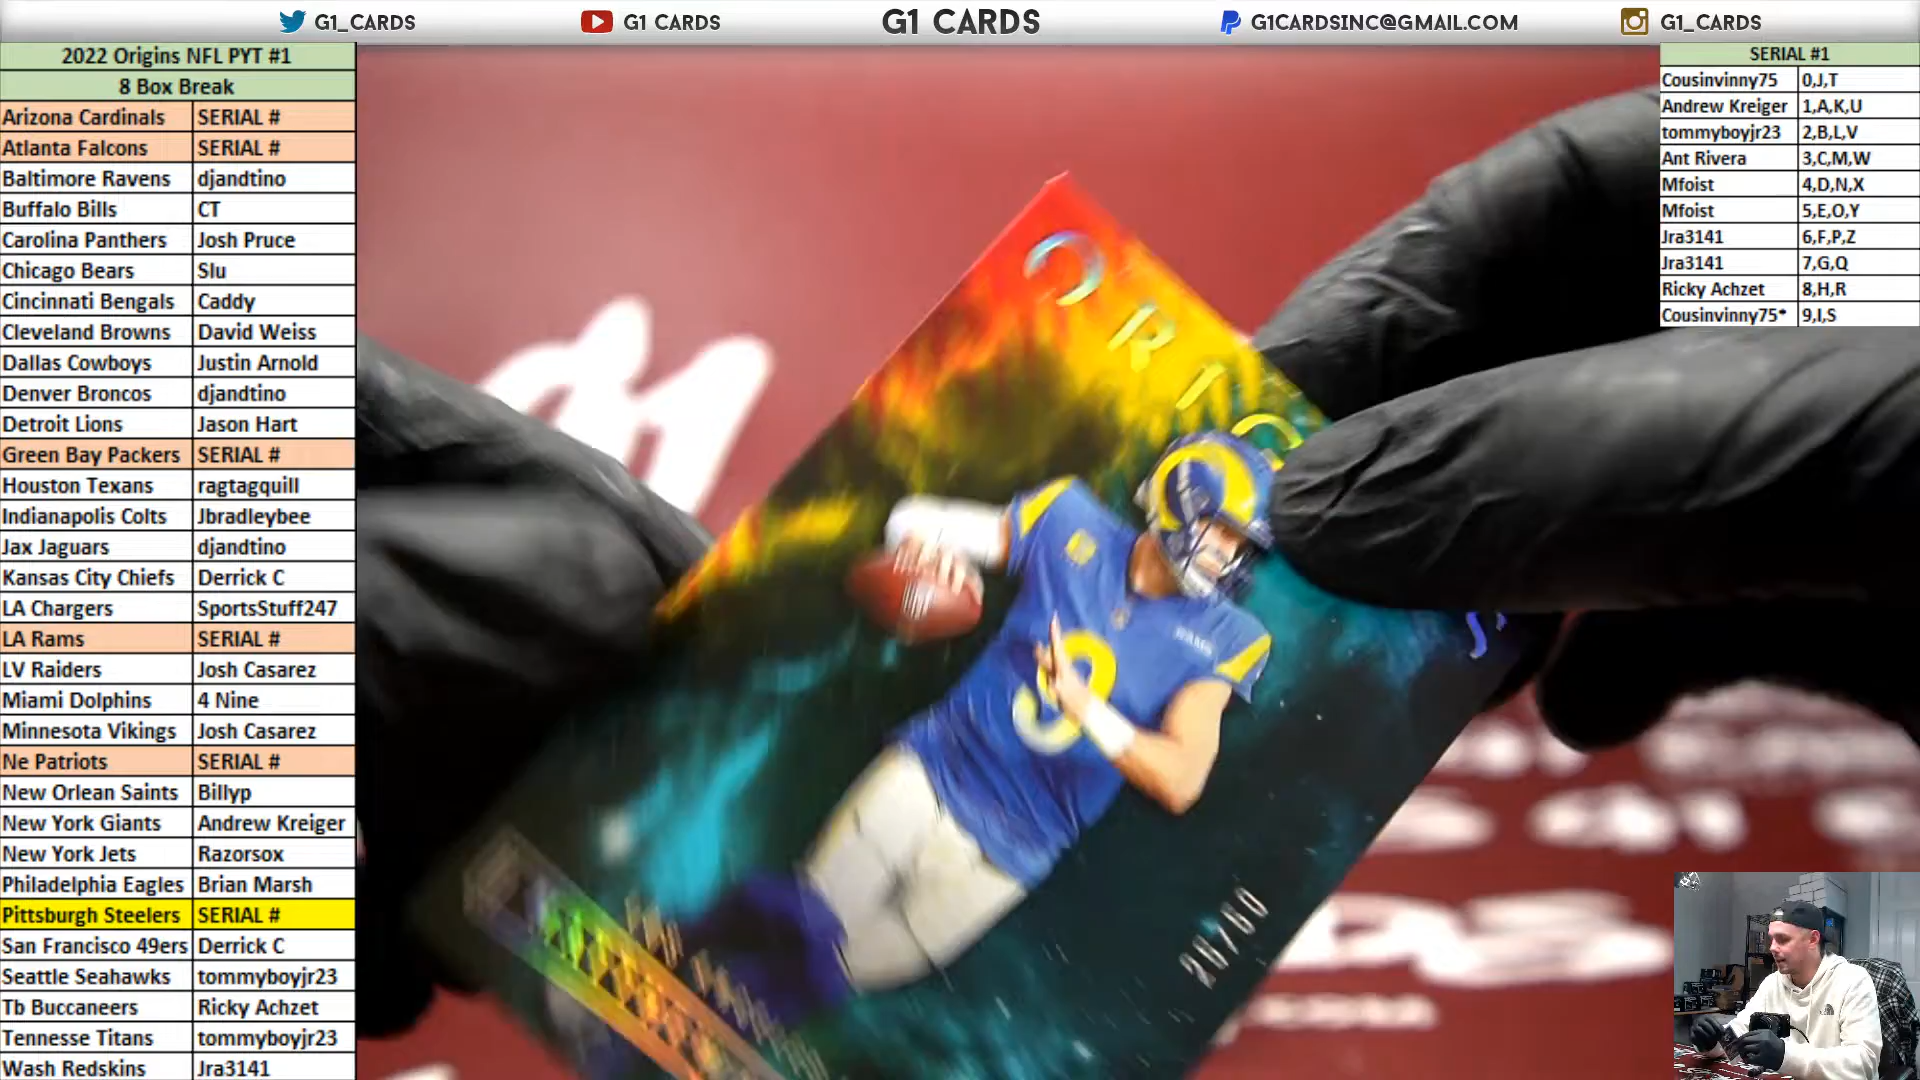 G1_CARDS
G1 CARDS
G1 CARDS
G1CARDSINC@GMAIL.COM
G1_CARDS
2022 Origins NFL PYT #1
8 Box Break
Arizona Cardinals SERIAL #
Atlanta Falcons SERIAL #
Baltimore Ravens djandtino
Buffalo Bills CT
Carolina Panthers Josh Pruce
Chicago Bears Slu
Cincinnati Bengals Caddy
Cleveland Browns David Weiss
Dallas Cowboys Justin Arnold
Denver Broncos djandtino
Detroit Lions Jason Hart
Green Bay Packers SERIAL #
Houston Texans ragtagquill
Indianapolis Colts Jbradleybee
Jax Jaguars djandtino
Kansas City Chiefs Derrick C
LA Chargers SportsStuff247
LA Rams SERIAL #
LV Raiders Josh Casarez
Miami Dolphins 4 Nine
Minnesota Vikings Josh Casarez
Ne Patriots SERIAL #
New Orlean Saints Billyp
New York Giants Andrew Kreiger
New York Jets Razorsox
Philadelphia Eagles Brian Marsh
Pittsburgh Steelers SERIAL #
San Francisco 49ers Derrick C
Seattle Seahawks tommyboyjr23
Tb Buccaneers Ricky Achzet
Tennesse Titans tommyboyjr23
Wash Redskins Jra3141
SERIAL #1
Cousinvinny75 0,J,T
Andrew Kreiger 1,A,K,U
tommyboyjr23 2,B,L,V
Ant Rivera 3,C,M,W
Mfoist 4,D,N,X
Mfoist 5,E,O,Y
Jra3141 6,F,P,Z
Jra3141 7,G,Q
Ricky Achzet 8,H,R
Cousinvinny75* 9,I,S
ORIG
9